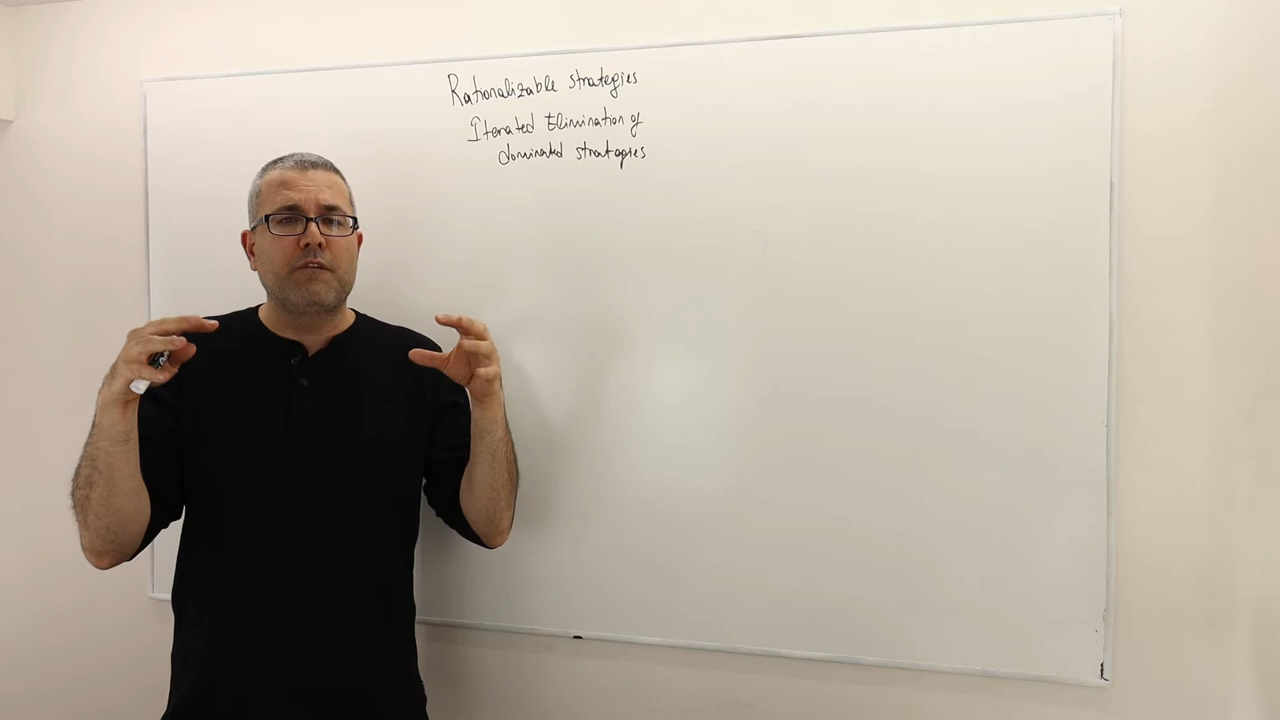 Rationalizable strategies
Iterated Elimination of
dominated strategies